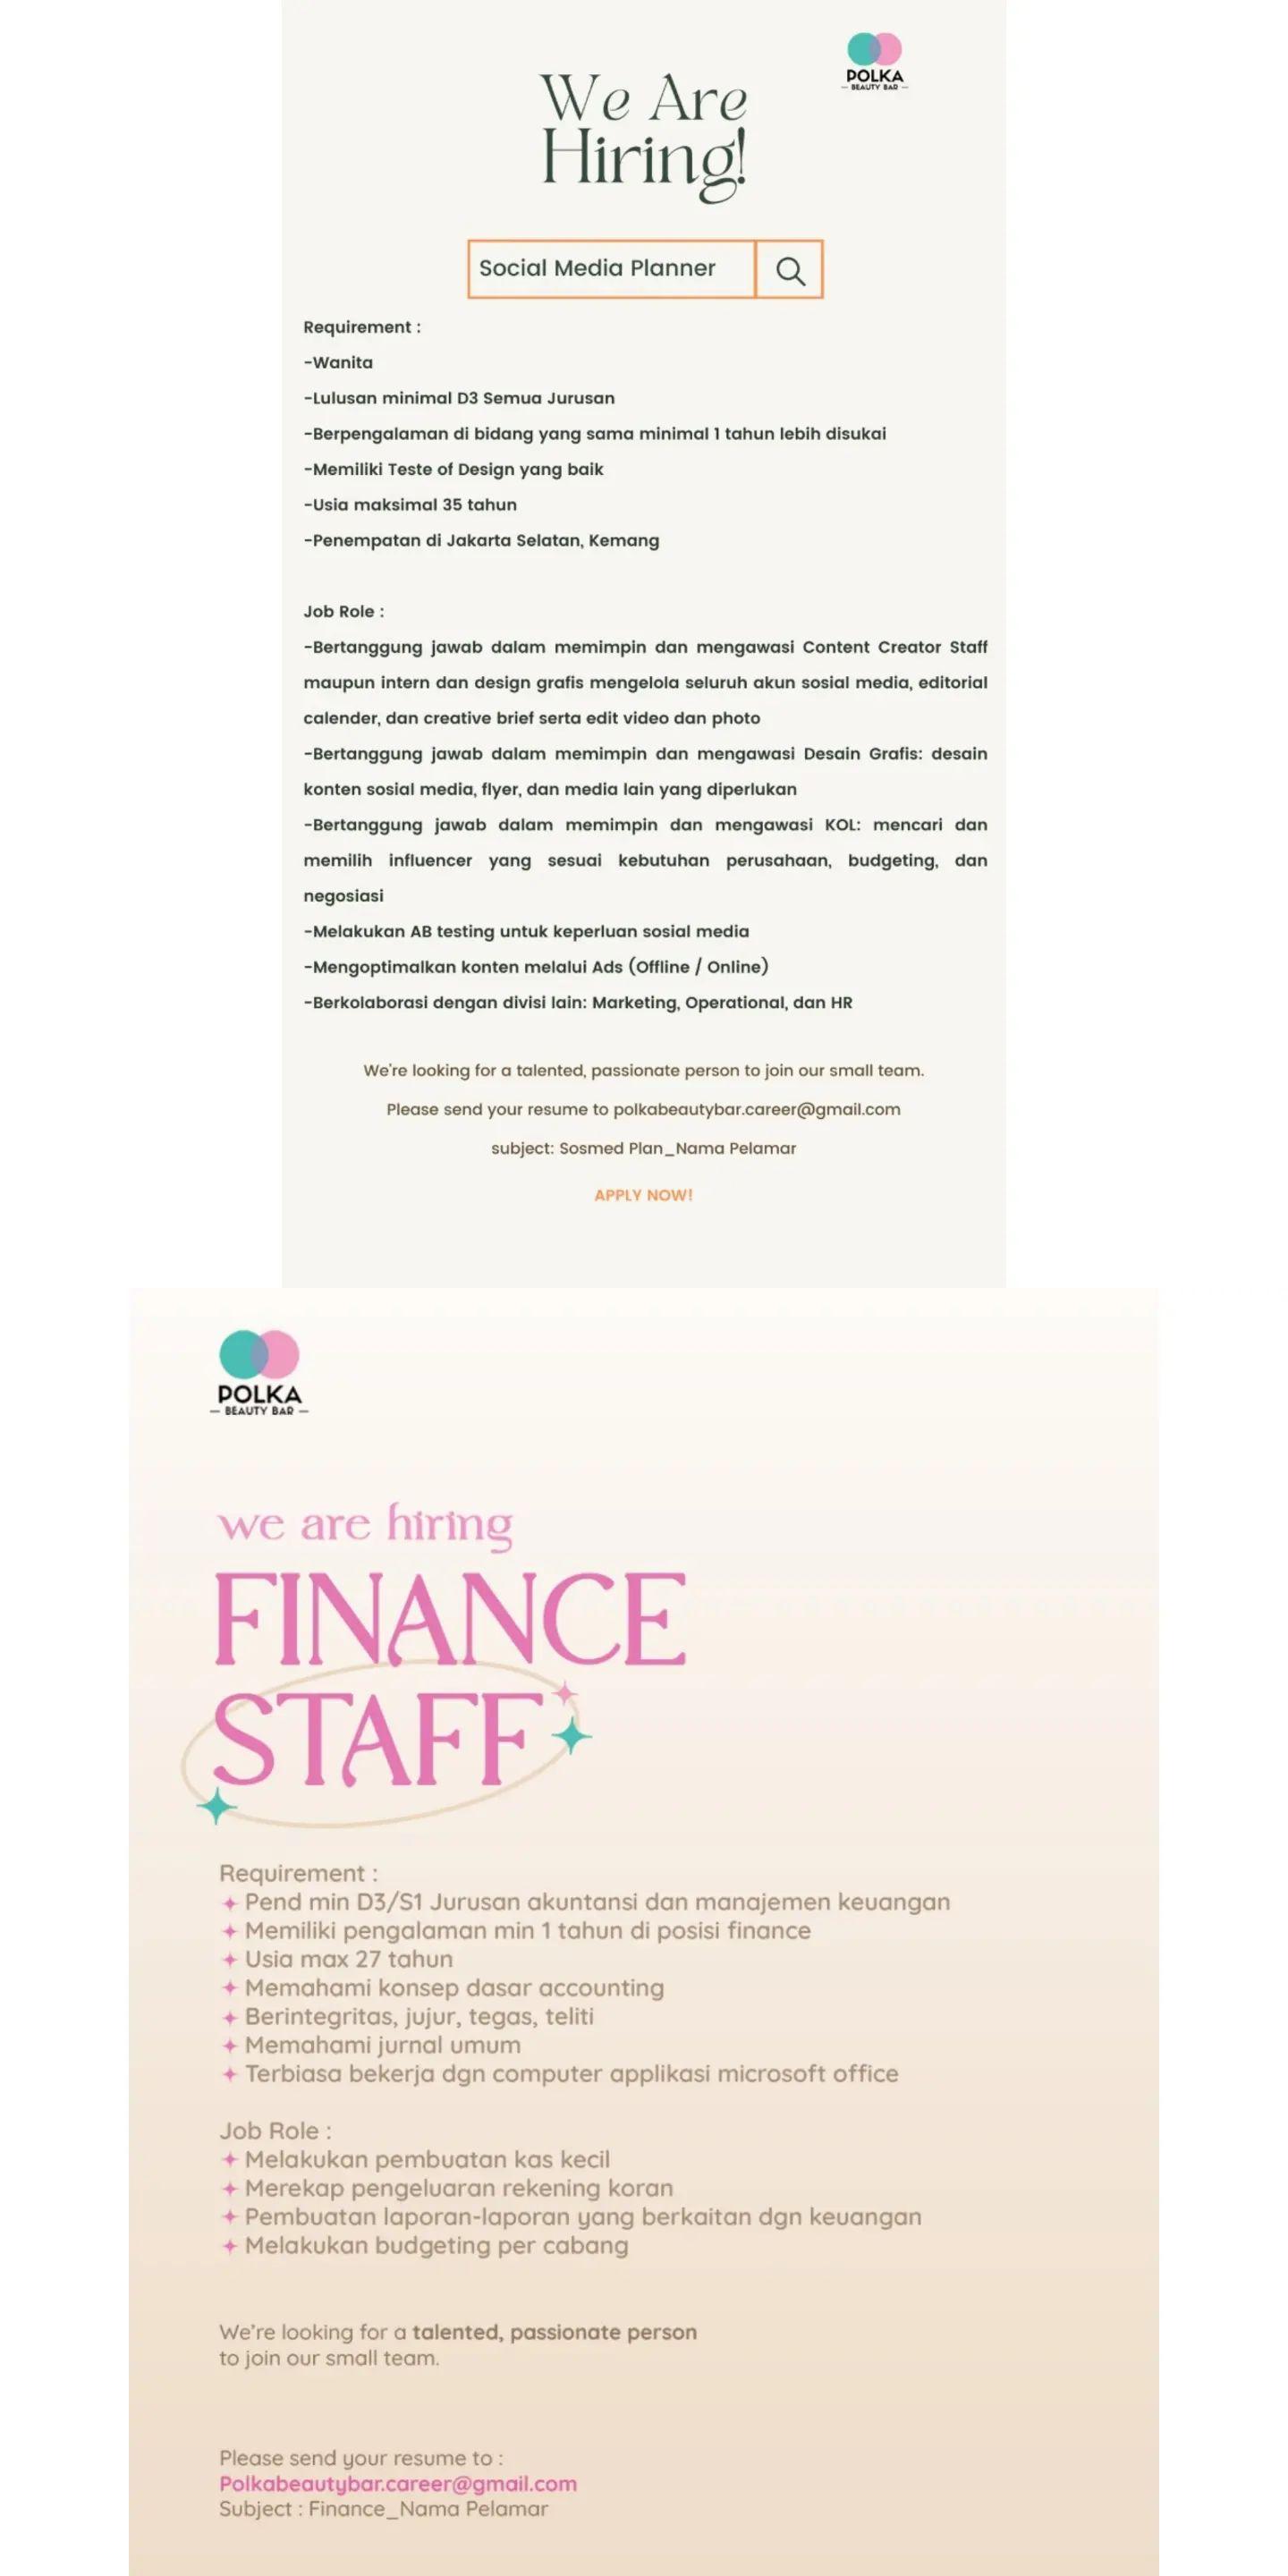 POLKA
BEAUTY BAR
We Are
Hiring!
Social Media Planner
Requirement :
-Wanita
-Lulusan minimal D3 Semua Jurusan
-Berpengalaman di bidang yang sama minimal 1 tahun lebih disukai
-Memiliki Teste of Design yang baik
-Usia maksimal 35 tahun
-Penempatan di Jakarta Selatan, Kemang
Job Role :
-Bertanggung jawab dalam memimpin dan mengawasi Content Creator Staff
maupun intern dan design grafis mengelola seluruh akun sosial media, editorial
calender, dan creative brief serta edit video dan photo
-Bertanggung jawab dalam memimpin dan mengawasi Desain Grafis: desain
konten sosial media, flyer, dan media lain yang diperlukan
-Bertanggung jawab dalam memimpin dan mengawasi KOL: mencari dan
memilih influencer yang sesuai kebutuhan perusahaan, budgeting, dan
negosiasi
-Melakukan AB testing untuk keperluan sosial media
-Mengoptimalkan konten melalui Ads (Offline / Online)
-Berkolaborasi dengan divisi lain: Marketing, Operational, dan HR
We're looking for a talented, passionate person to join our small team.
Please send your resume to polkabeautybar.career@gmail.com
subject: Sosmed Plan_Nama Pelamar
APPLY NOW!
POLKA
BEAUTY BAR
we are hiring
FINANCE
STAFF
Requirement :
Pend min D3/S1 Jurusan akuntansi dan manajemen keuangan
Memiliki pengalaman min 1 tahun di posisi finance
Usia max 27 tahun
Memahami konsep dasar accounting
Berintegritas, jujur, tegas, teliti
Memahami jurnal umum
Terbiasa bekerja dgn computer applikasi microsoft office
Job Role :
Melakukan pembuatan kas kecil
Merekap pengeluaran rekening koran
Pembuatan laporan-laporan yang berkaitan dgn keuangan
Melakukan budgeting per cabang
We're looking for a talented, passionate person
to join our small team.
Please send your resume to :
Polkabeautybar.career@gmail.com
Subject : Finance_Nama Pelamar